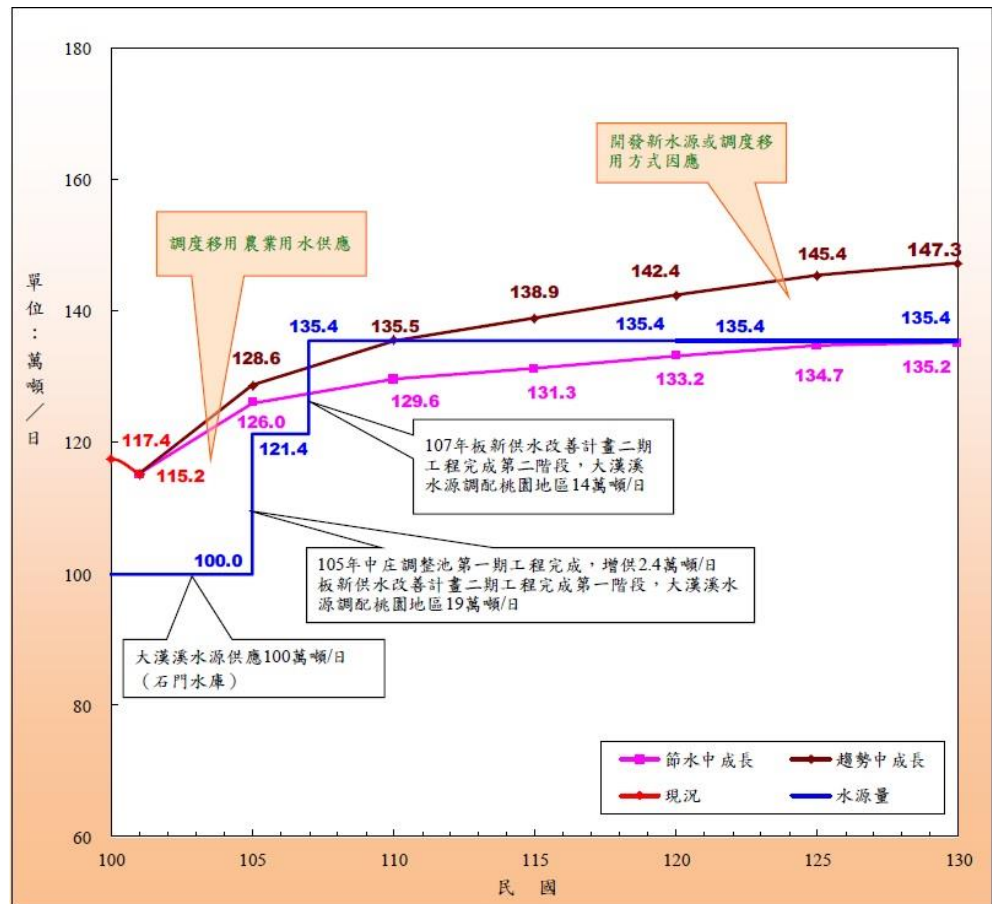 180
160
140
120
100
80
60
單位：萬噸／日
開發新水源或調度移
用方式因應
調度移用農業用水供應
147.3
145.4
142.4
138.9
135.5
128.6
135.4
135.4
135.4
135.4
117.4
115.2
126.0
129.6
131.3
133.2
134.7
135.2
121.4
100.0
107年板新供水改善計畫二期
工程完成第二階段，大漢溪
水源調配桃園地區14萬噸/日
105年中庄調整池第一期工程完成，增供2.4萬噸/日
板新供水改善計畫二期工程完成第一階段，大漢溪水
源調配桃園地區19萬噸/日
大漢溪水源供應100萬噸/日
（石門水庫）
節水中成長
趨勢中成長
現況
水源量
100 105 110 115 120 125 130
民 國